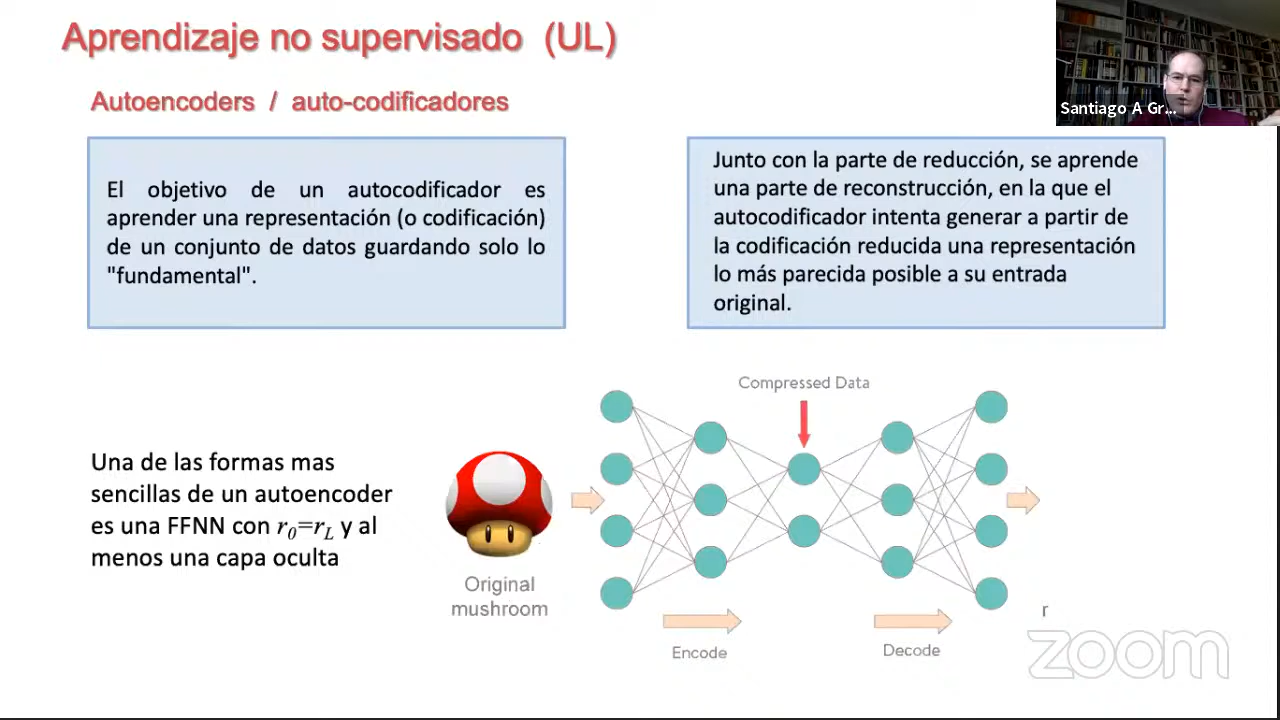 Aprendizaje no supervisado (UL)
Santiago A Gr...
Autoencoders / auto-codificadores
El objetivo de un autocodificador es
aprender una representación (o codificación)
de un conjunto de datos guardando solo lo
"fundamental".
Junto con la parte de reducción, se aprende
una parte de reconstrucción, en la que el
autocodificador intenta generar a partir de
la codificación reducida una representación
lo más parecida posible a su entrada
original.
Una de las formas mas
sencillas de un autoencoder
es una FFNN con r₀=r_L y al
menos una capa oculta
Original
mushroom
Compressed Data
Encode
Decode
r
zoom